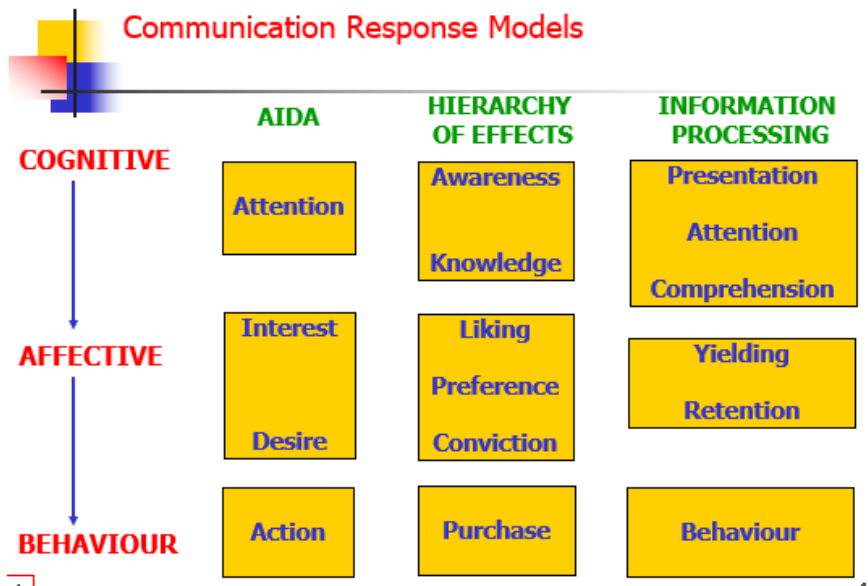 Communication Response Models
AIDA
HIERARCHY
OF EFFECTS
INFORMATION
PROCESSING
COGNITIVE
Attention
Awareness
Knowledge
Presentation
Attention
Comprehension
AFFECTIVE
Interest
Desire
Liking
Preference
Conviction
Yielding
Retention
BEHAVIOUR
Action
Purchase
Behaviour